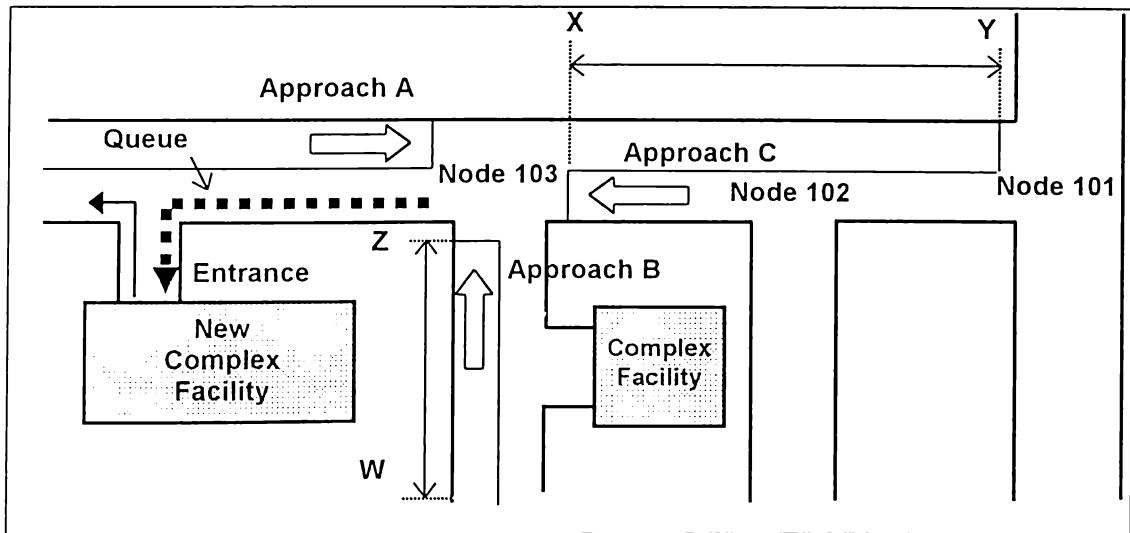 X
Y
Approach A
Queue
Approach C
Node 103
Node 102
Node 101
Z
Entrance
Approach B
New
Complex
Facility
Complex
Facility
W